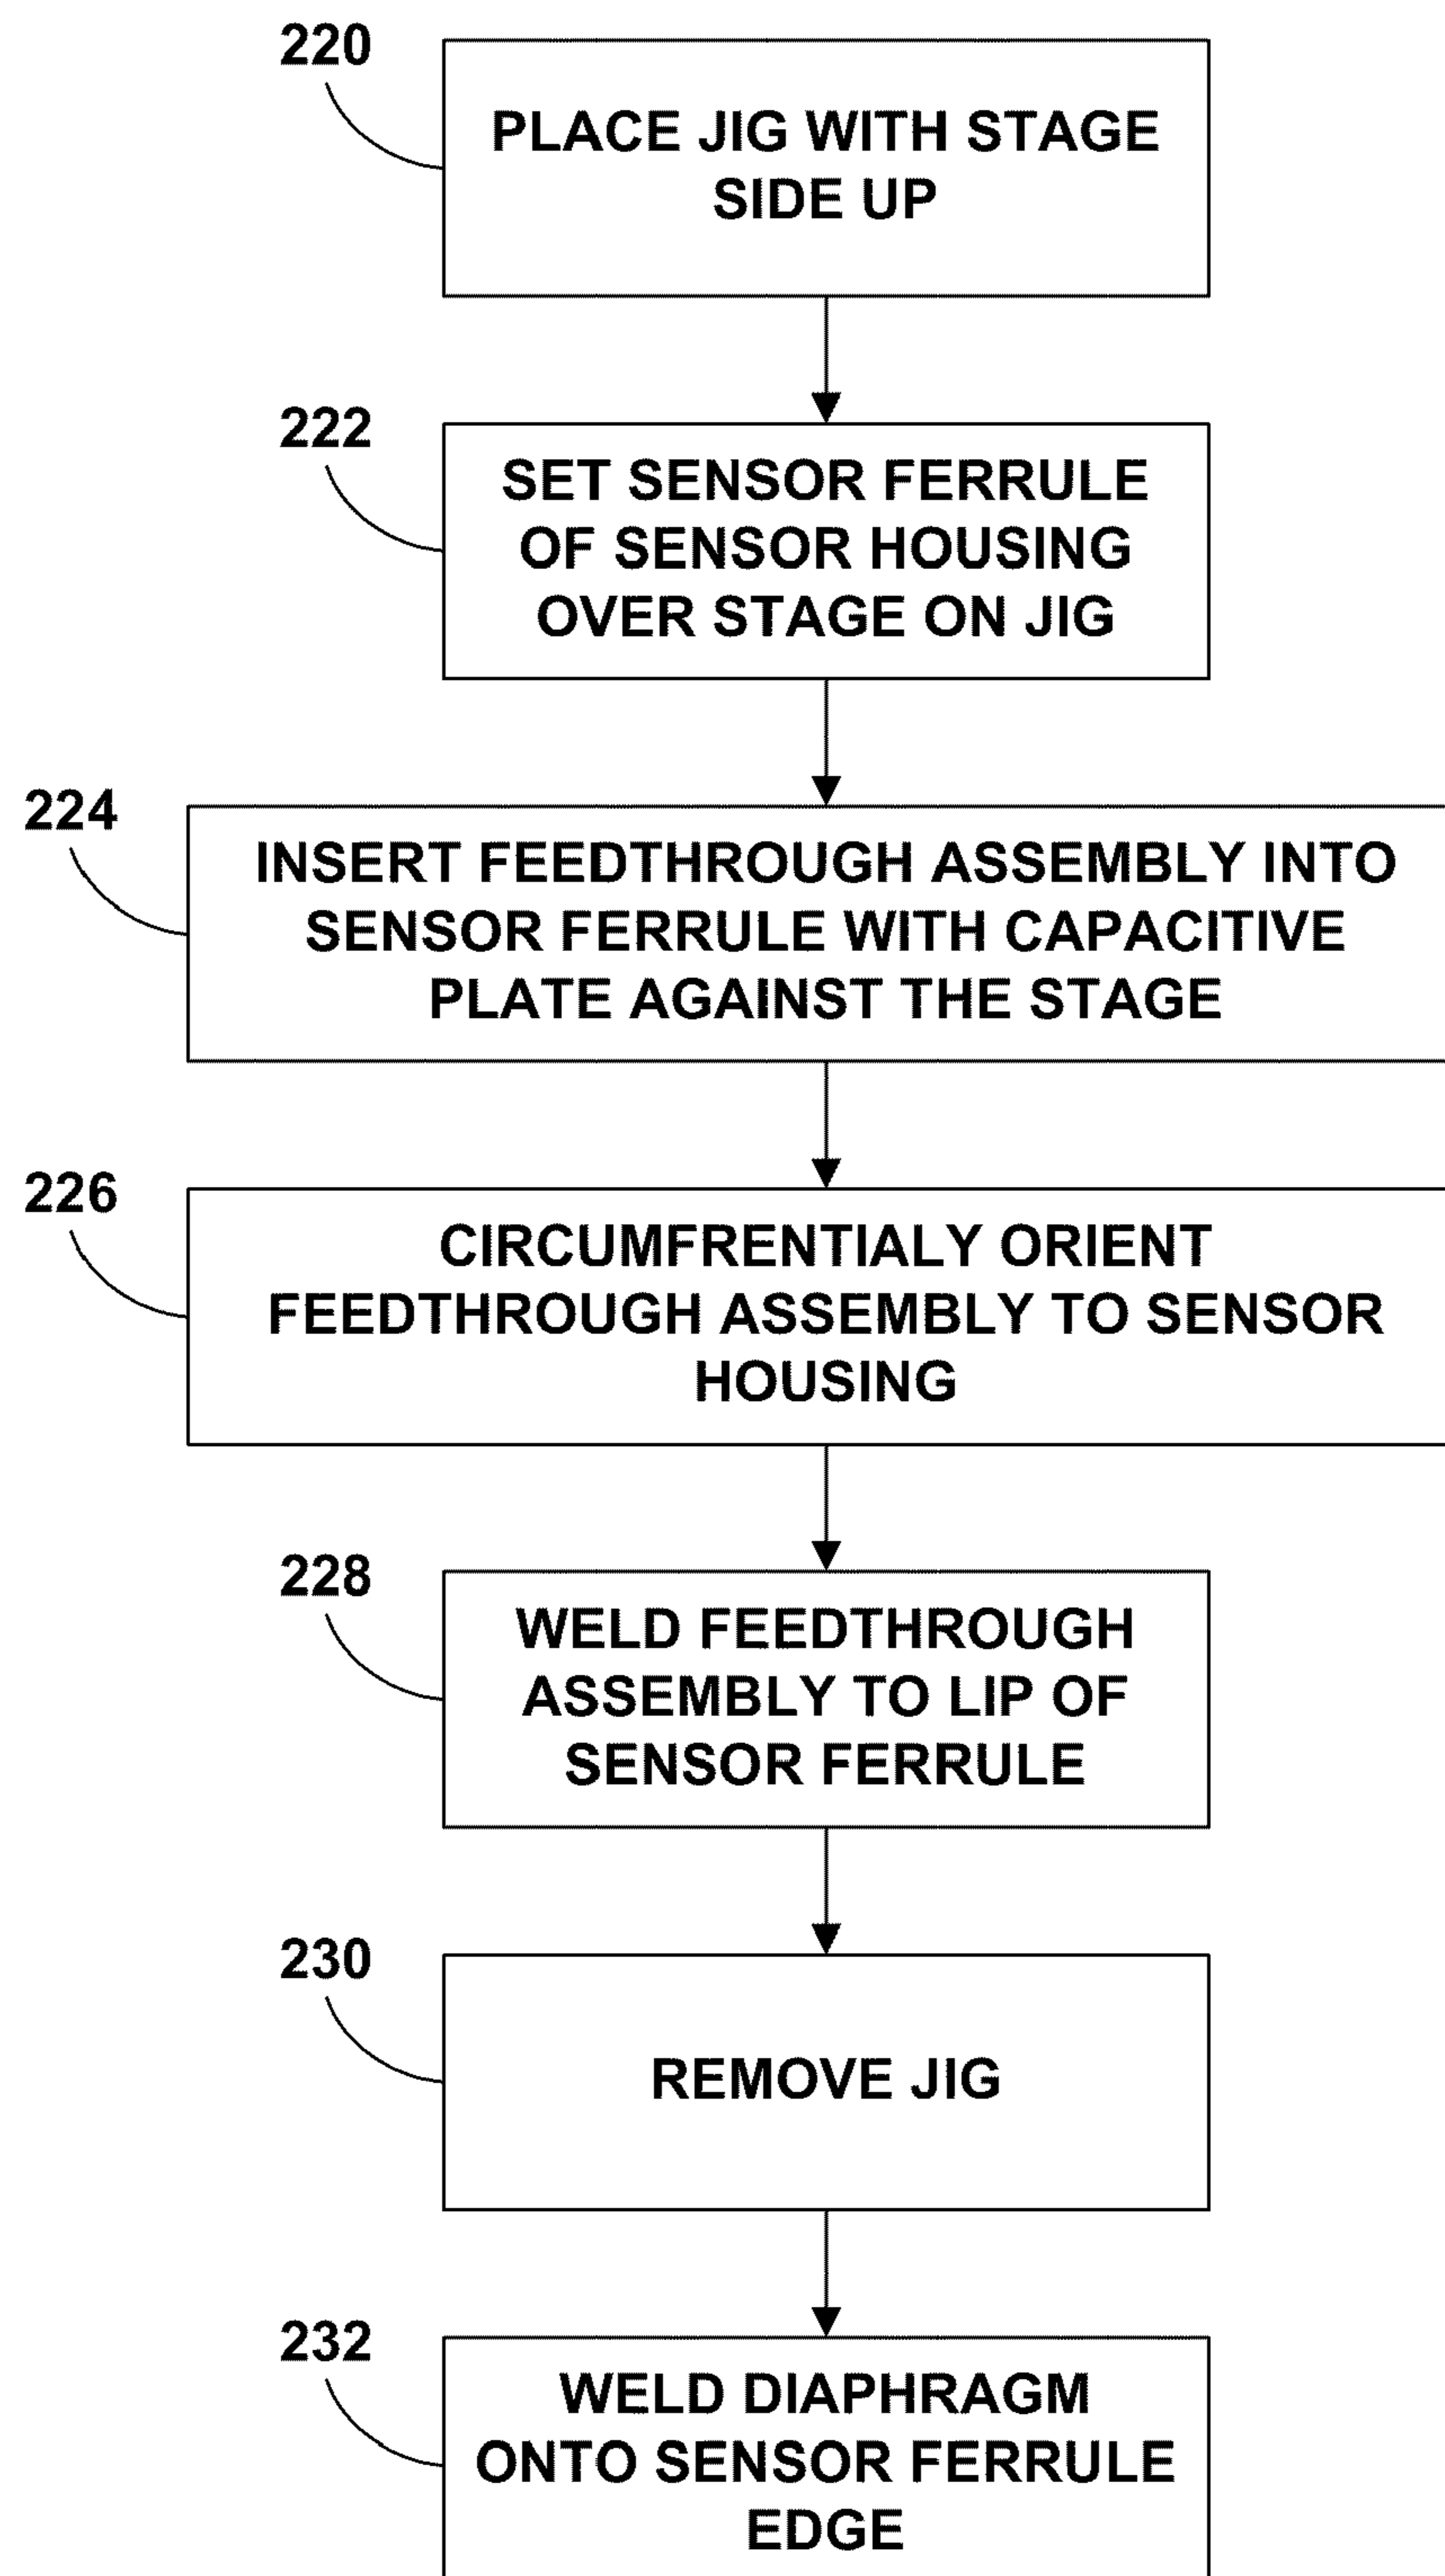 220
PLACE JIG WITH STAGE
SIDE UP
222
SET SENSOR FERRULE
OF SENSOR HOUSING
OVER STAGE ON JIG
224
INSERT FEEDTHROUGH ASSEMBLY INTO
SENSOR FERRULE WITH CAPACITIVE
PLATE AGAINST THE STAGE
226
CIRCUMFRENTIALY ORIENT
FEEDTHROUGH ASSEMBLY TO SENSOR
HOUSING
228
WELD FEEDTHROUGH
ASSEMBLY TO LIP OF
SENSOR FERRULE
230
REMOVE JIG
232
WELD DIAPHRAGM
ONTO SENSOR FERRULE
EDGE